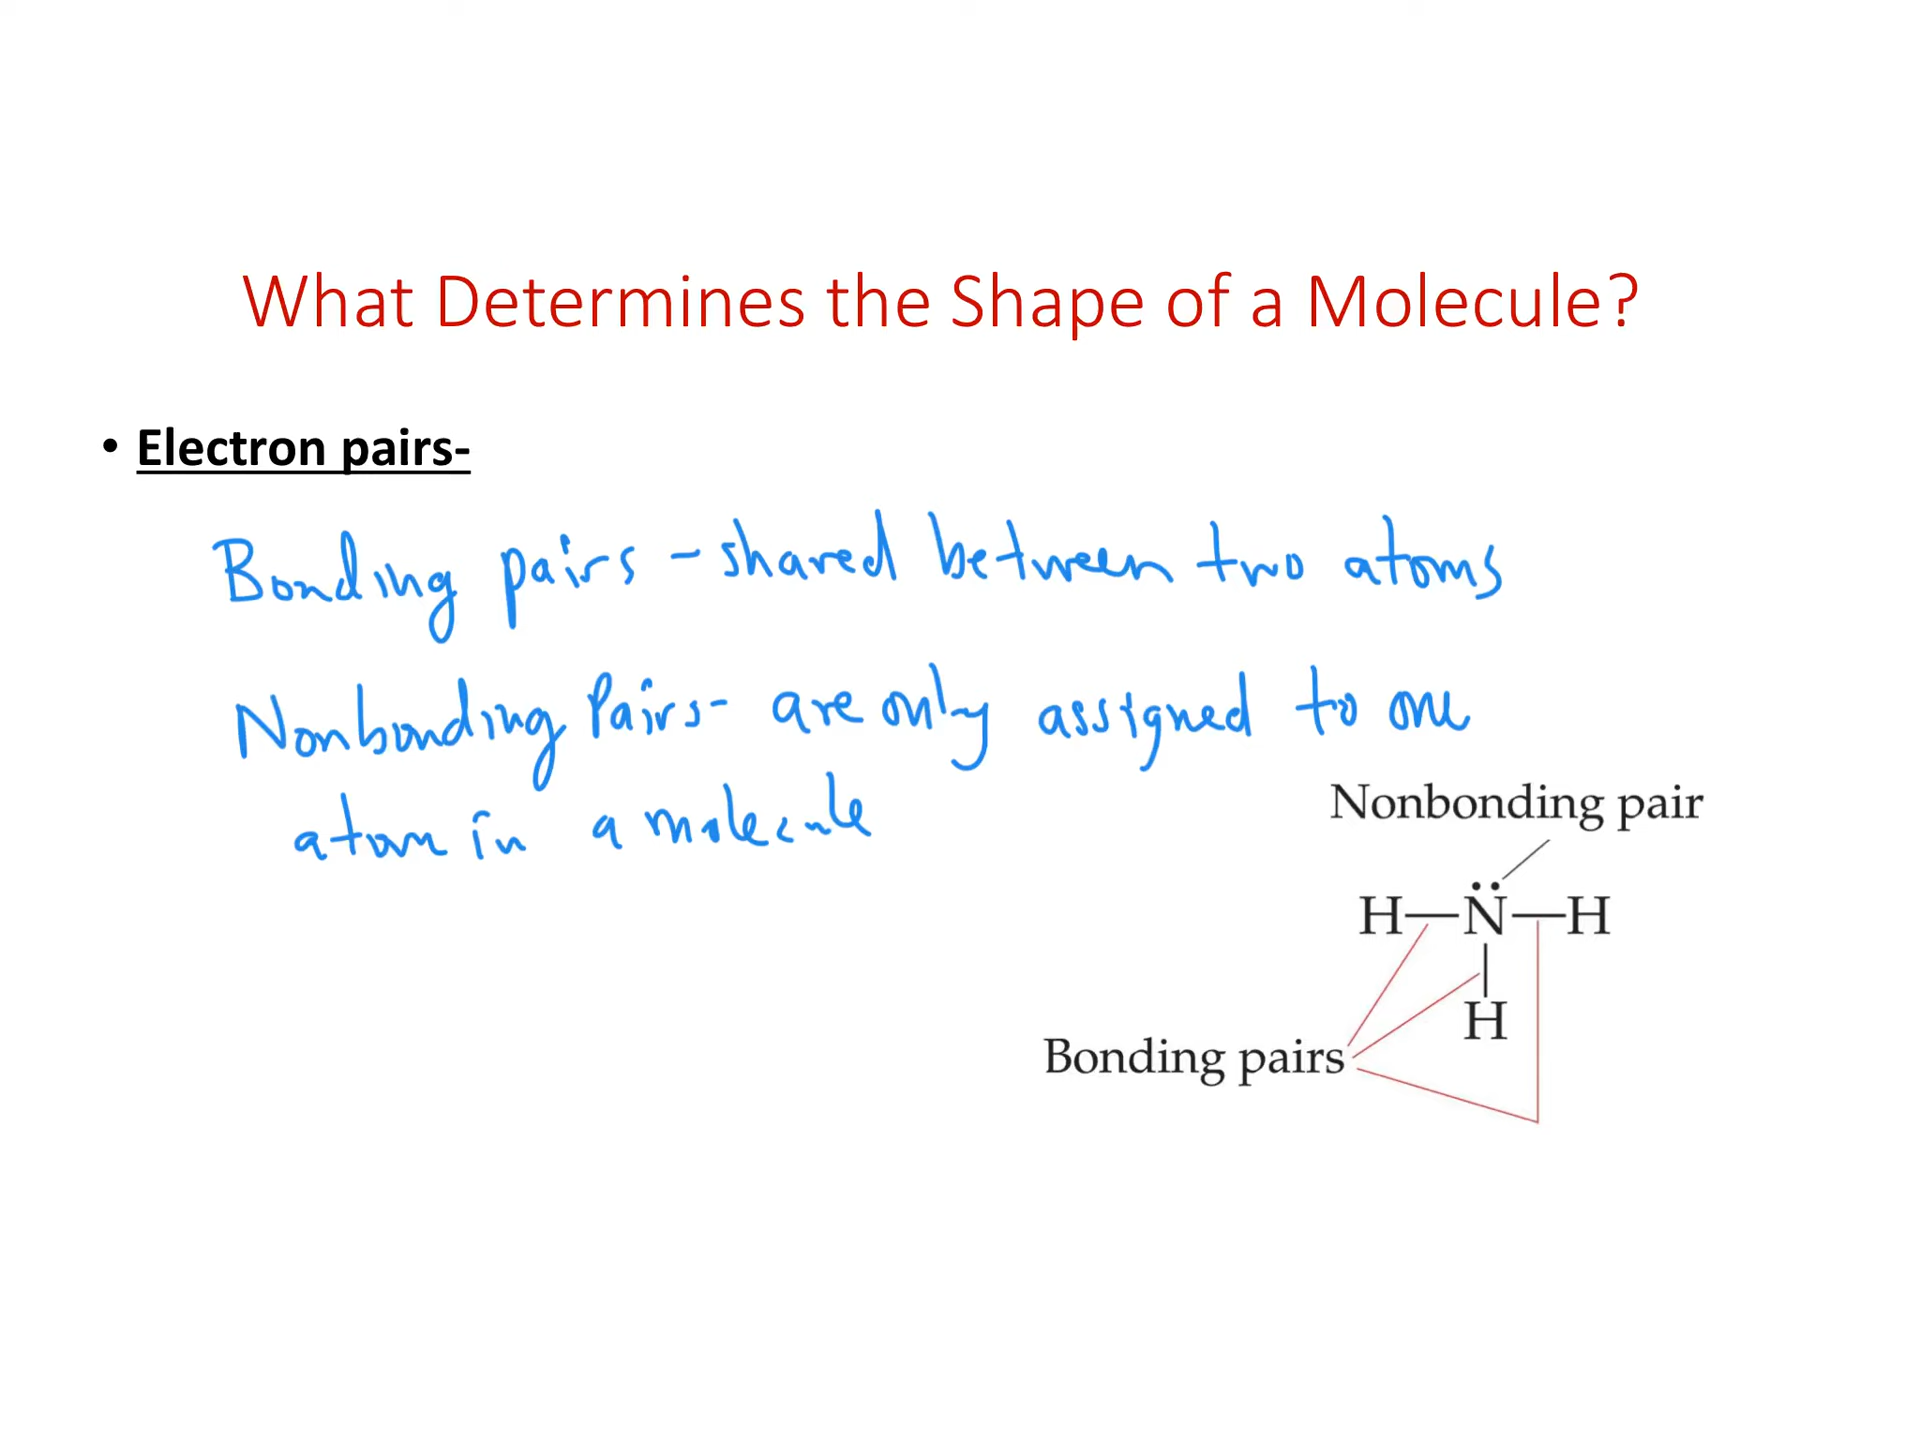 What Determines the Shape of a Molecule?
• Electron pairs-
Bonding pairs - shared between two atoms
Nonbonding Pairs- are only assigned to one
atom in a molecule
Nonbonding pair
H—N̈—H
H
Bonding pairs